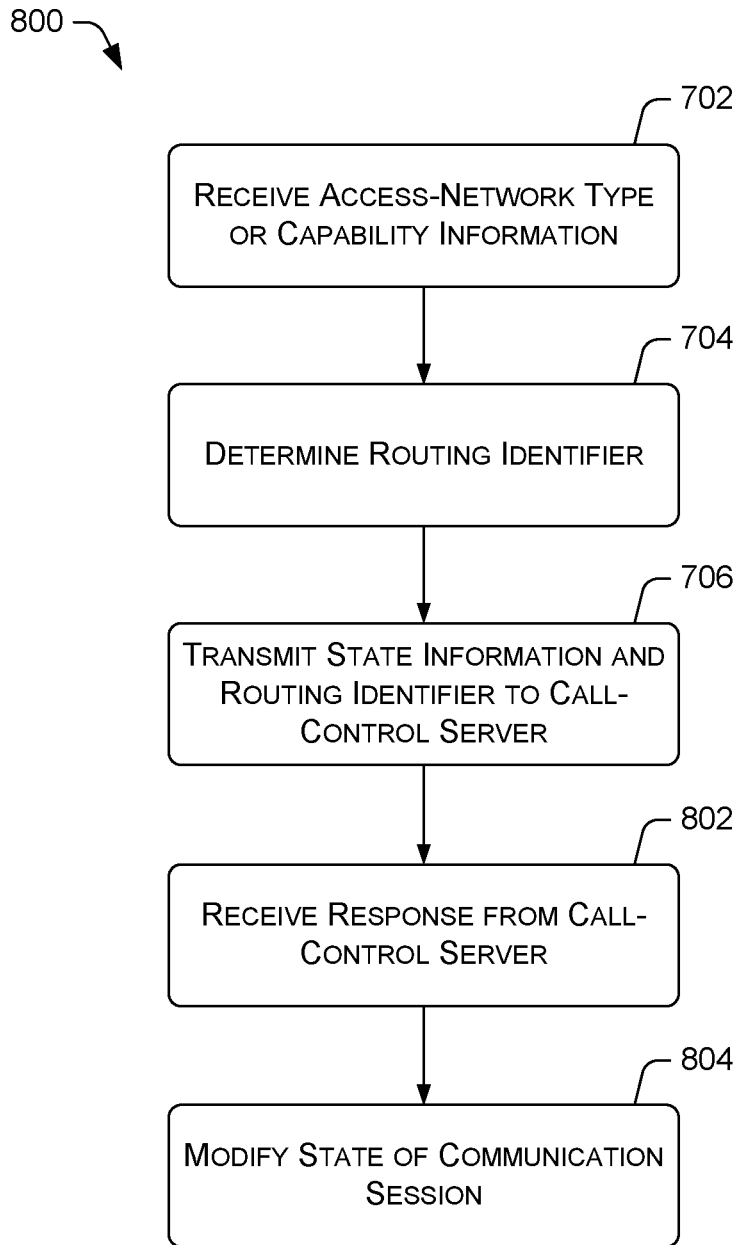 800
702
RECEIVE ACCESS-NETWORK TYPE
OR CAPABILITY INFORMATION
704
DETERMINE ROUTING IDENTIFIER
706
TRANSMIT STATE INFORMATION AND
ROUTING IDENTIFIER TO CALL-
CONTROL SERVER
802
RECEIVE RESPONSE FROM CALL-
CONTROL SERVER
804
MODIFY STATE OF COMMUNICATION
SESSION